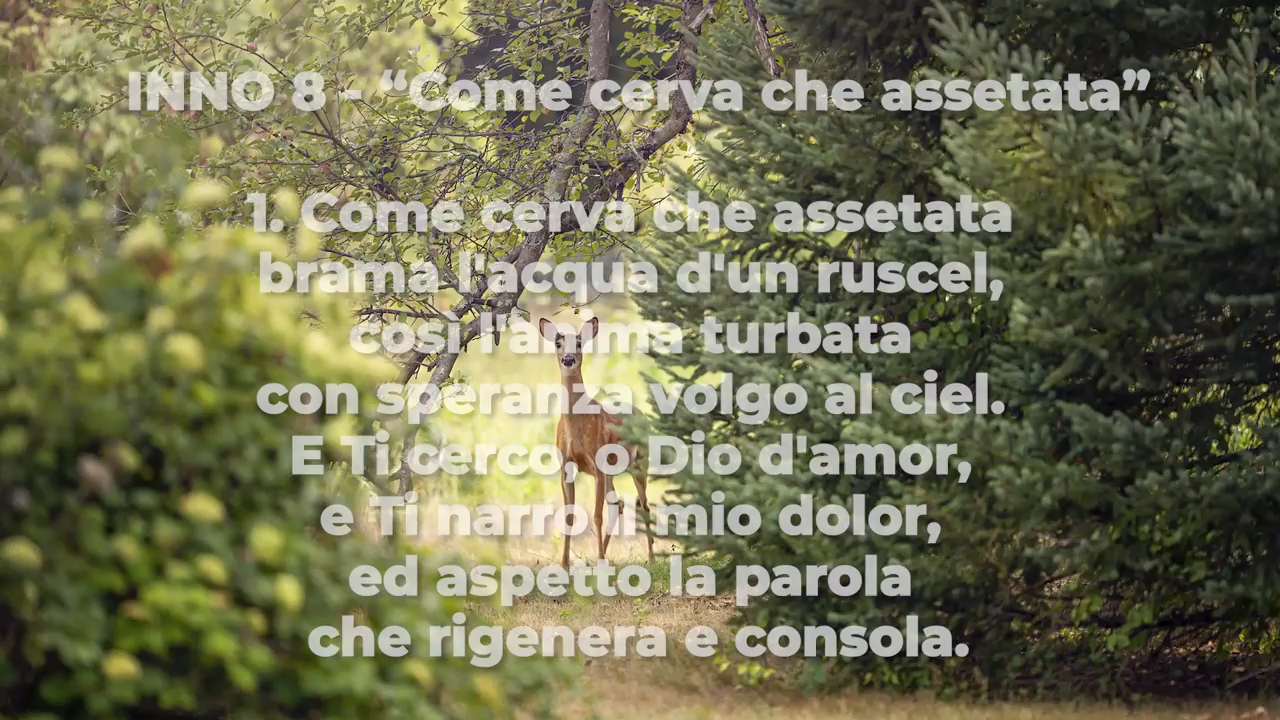 INNO 8 - “Come cerva che assetata”
1. Come cerva che assetata
brama l'acqua d'un ruscel,
così l'anima turbata
con speranza volgo al ciel.
E Ti cerco, o Dio d'amor,
e Ti narro il mio dolor,
ed aspetto la parola
che rigenera e consola.